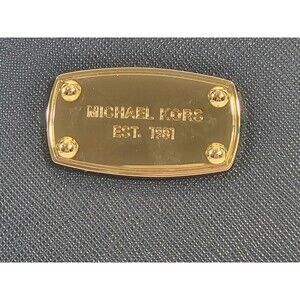 MICHAEL KORS
EST. 1981